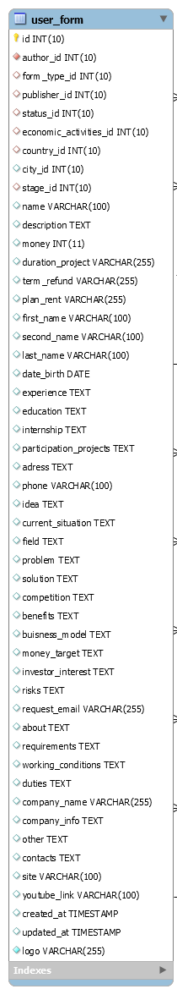 user_form
id INT(10)
author_id INT(10)
form_type_id INT(10)
publisher_id INT(10)
status_id INT(10)
economic_activities_id INT(10)
country_id INT(10)
city_id INT(10)
stage_id INT(10)
name VARCHAR(100)
description TEXT
money INT(11)
duration_project VARCHAR(255)
term_refund VARCHAR(255)
plan_rent VARCHAR(255)
first_name VARCHAR(100)
second_name VARCHAR(100)
last_name VARCHAR(100)
date_birth DATE
experience TEXT
education TEXT
internship TEXT
participation_projects TEXT
adress TEXT
phone VARCHAR(100)
idea TEXT
current_situation TEXT
field TEXT
problem TEXT
solution TEXT
competition TEXT
benefits TEXT
buisness_model TEXT
money_target TEXT
investor_interest TEXT
risks TEXT
request_email VARCHAR(255)
about TEXT
requirements TEXT
working_conditions TEXT
duties TEXT
company_name VARCHAR(255)
company_info TEXT
other TEXT
contacts TEXT
site VARCHAR(100)
youtube_link VARCHAR(100)
created_at TIMESTAMP
updated_at TIMESTAMP
logo VARCHAR(255)
Indexes